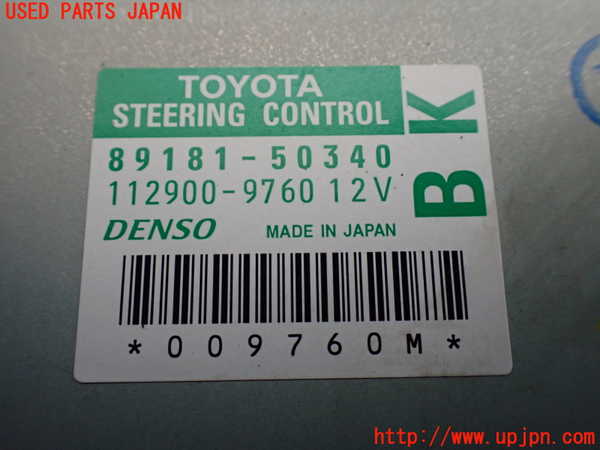 USED PARTS JAPAN
TOYOTA
STEERING CONTROL
89181-50340
112900-9760 12V
DENSO MADE IN JAPAN
BK
*009760M*
http://www.upjpn.com/